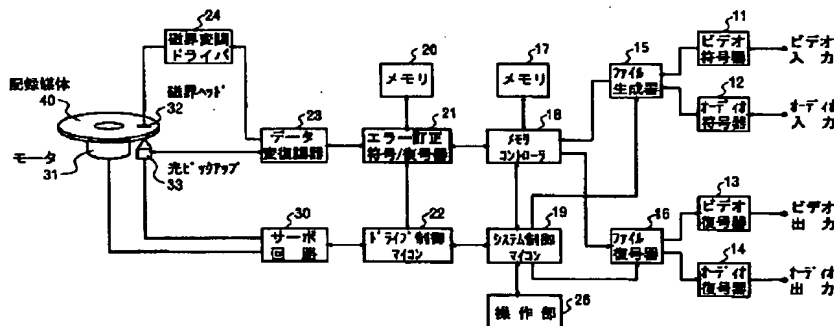 24
磁界変調
ドライバ
記録媒体
40
磁界ヘッド
32
モータ
31
光ピックアップ
33
23
データ
変復調器
20
メモリ
21
エラー訂正
符号/復号器
17
メモリ
18
メモリ
コントローラ
15
ファイル
生成器
11
ビデオ
符号器
ビデオ
入力
12
オーディオ
符号器
オーディオ
入力
30
サーボ
回路
22
ドライブ制御
マイコン
19
システム制御
マイコン
16
ファイル
復号器
13
ビデオ
復号器
ビデオ
出力
14
オーディオ
復号器
オーディオ
出力
26
操作部